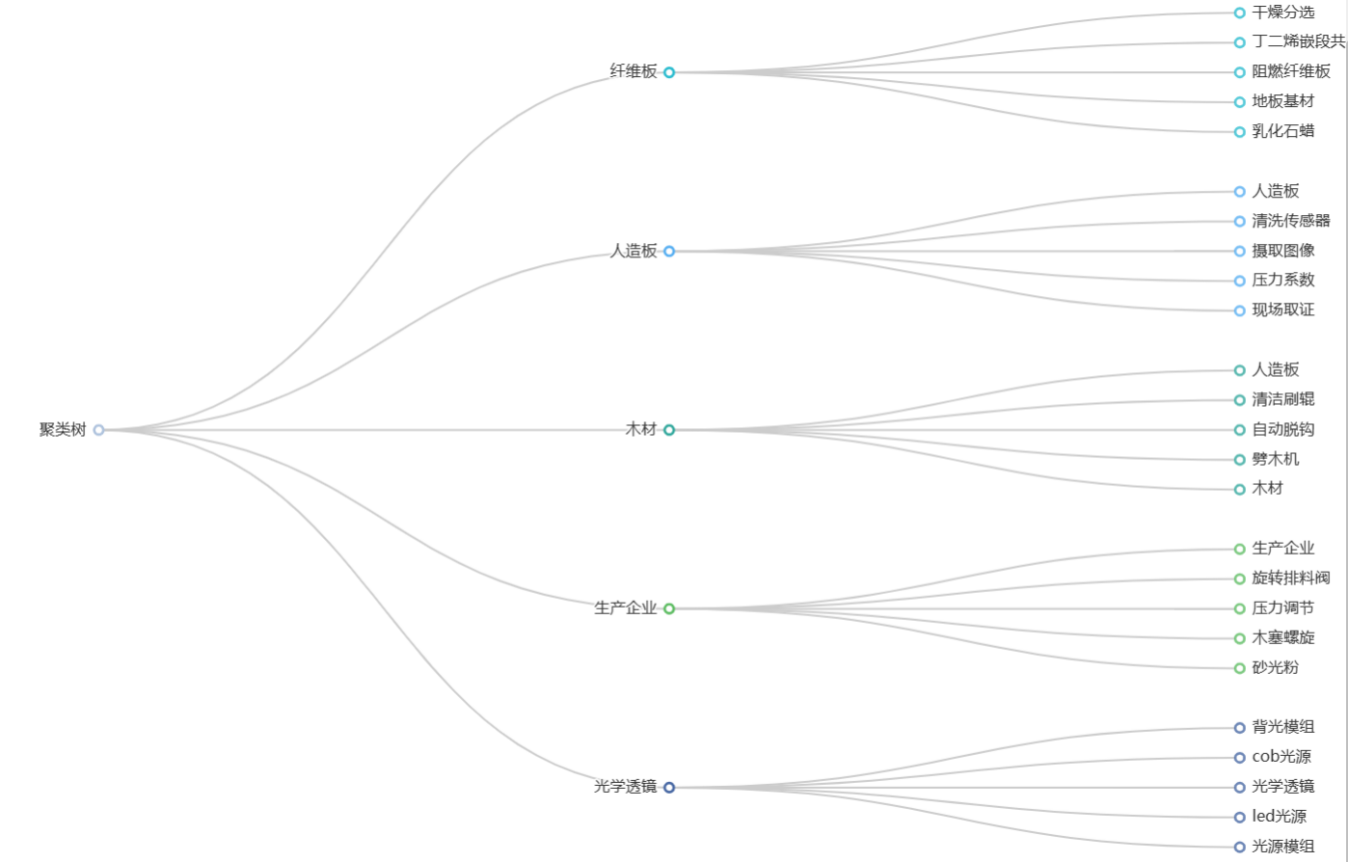 聚类树
纤维板
干燥分选
丁二烯嵌段共
阻燃纤维板
地板基材
乳化石蜡
人造板
人造板
清洗传感器
摄取图像
压力系数
现场取证
木材
人造板
清洁刷辊
自动脱钩
劈木机
木材
生产企业
生产企业
旋转排料阀
压力调节
木塞螺旋
砂光粉
光学透镜
背光模组
cob光源
光学透镜
led光源
光源模组